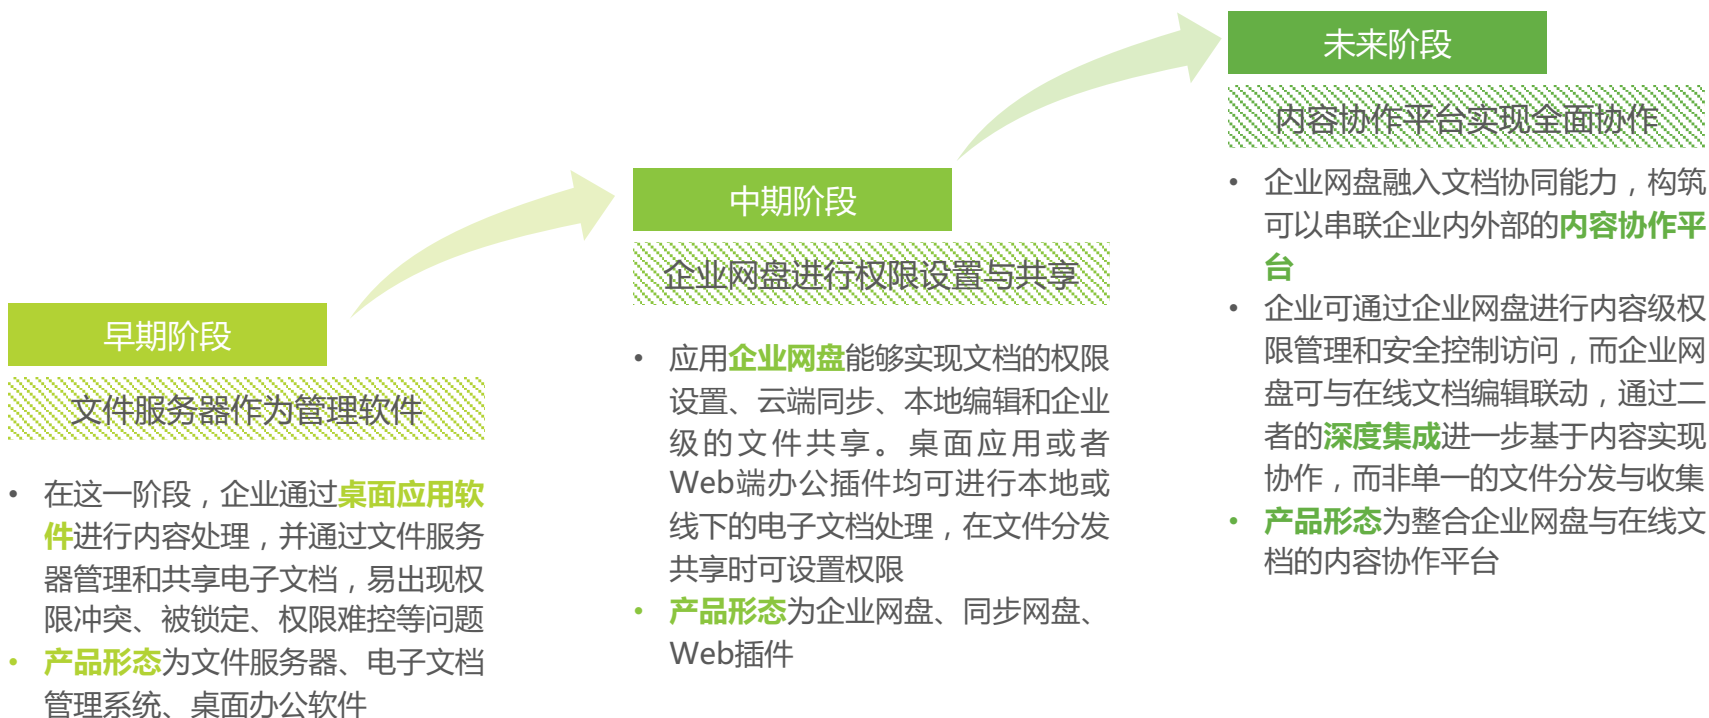 早期阶段
文件服务器作为管理软件
• 在这一阶段，企业通过桌面应用软
件进行内容处理，并通过文件服务
器管理和共享电子文档，易出现权
限冲突、被锁定、权限难控等问题
• 产品形态为文件服务器、电子文档
管理系统、桌面办公软件
中期阶段
企业网盘进行权限设置与共享
• 应用企业网盘能够实现文档的权限
设置、云端同步、本地编辑和企业
级的文件共享。桌面应用或者
Web端办公插件均可进行本地或
线下的电子文档处理，在文件分发
共享时可设置权限
• 产品形态为企业网盘、同步网盘、
Web插件
未来阶段
内容协作平台实现全面协作
• 企业网盘融入文档协同能力，构筑
可以串联企业内外部的内容协作平
台
• 企业可通过企业网盘进行内容级权
限管理和安全控制访问，而企业网
盘可与在线文档编辑联动，通过二
者的深度集成进一步基于内容实现
协作，而非单一的文件分发与收集
• 产品形态为整合企业网盘与在线文
档的内容协作平台